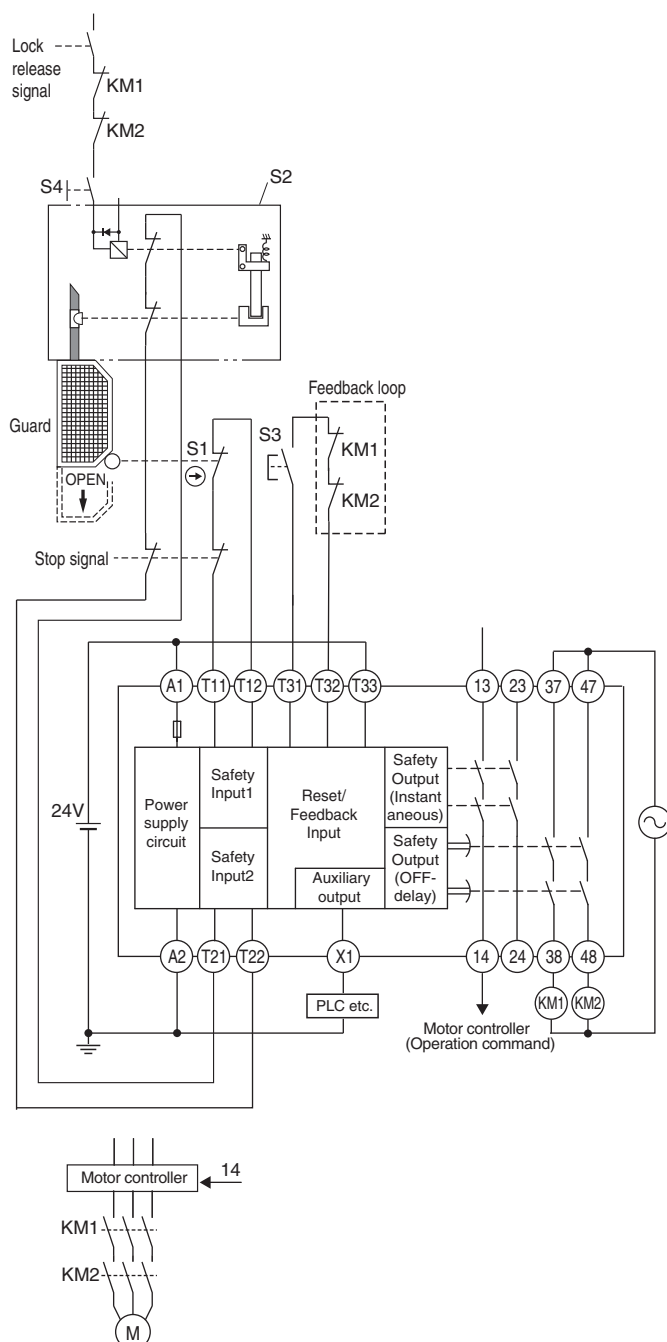 Lock
release
signal
KM1
KM2
S4
S2
Guard
OPEN
S1
S3
Feedback loop
KM1
KM2
Stop signal
A1
T11
T12
T31
T32
T33
13
23
37
47
24V
Power
supply
circuit
Safety
Input1
Safety
Input2
Reset/
Feedback
Input
Auxiliary
output
Safety
Output
(Instant
aneous)
Safety
Output
(OFF-
delay)
A2
T21
T22
X1
14
24
38
48
PLC etc.
KM1
KM2
Motor controller
(Operation command)
Motor controller
14
KM1
KM2
M